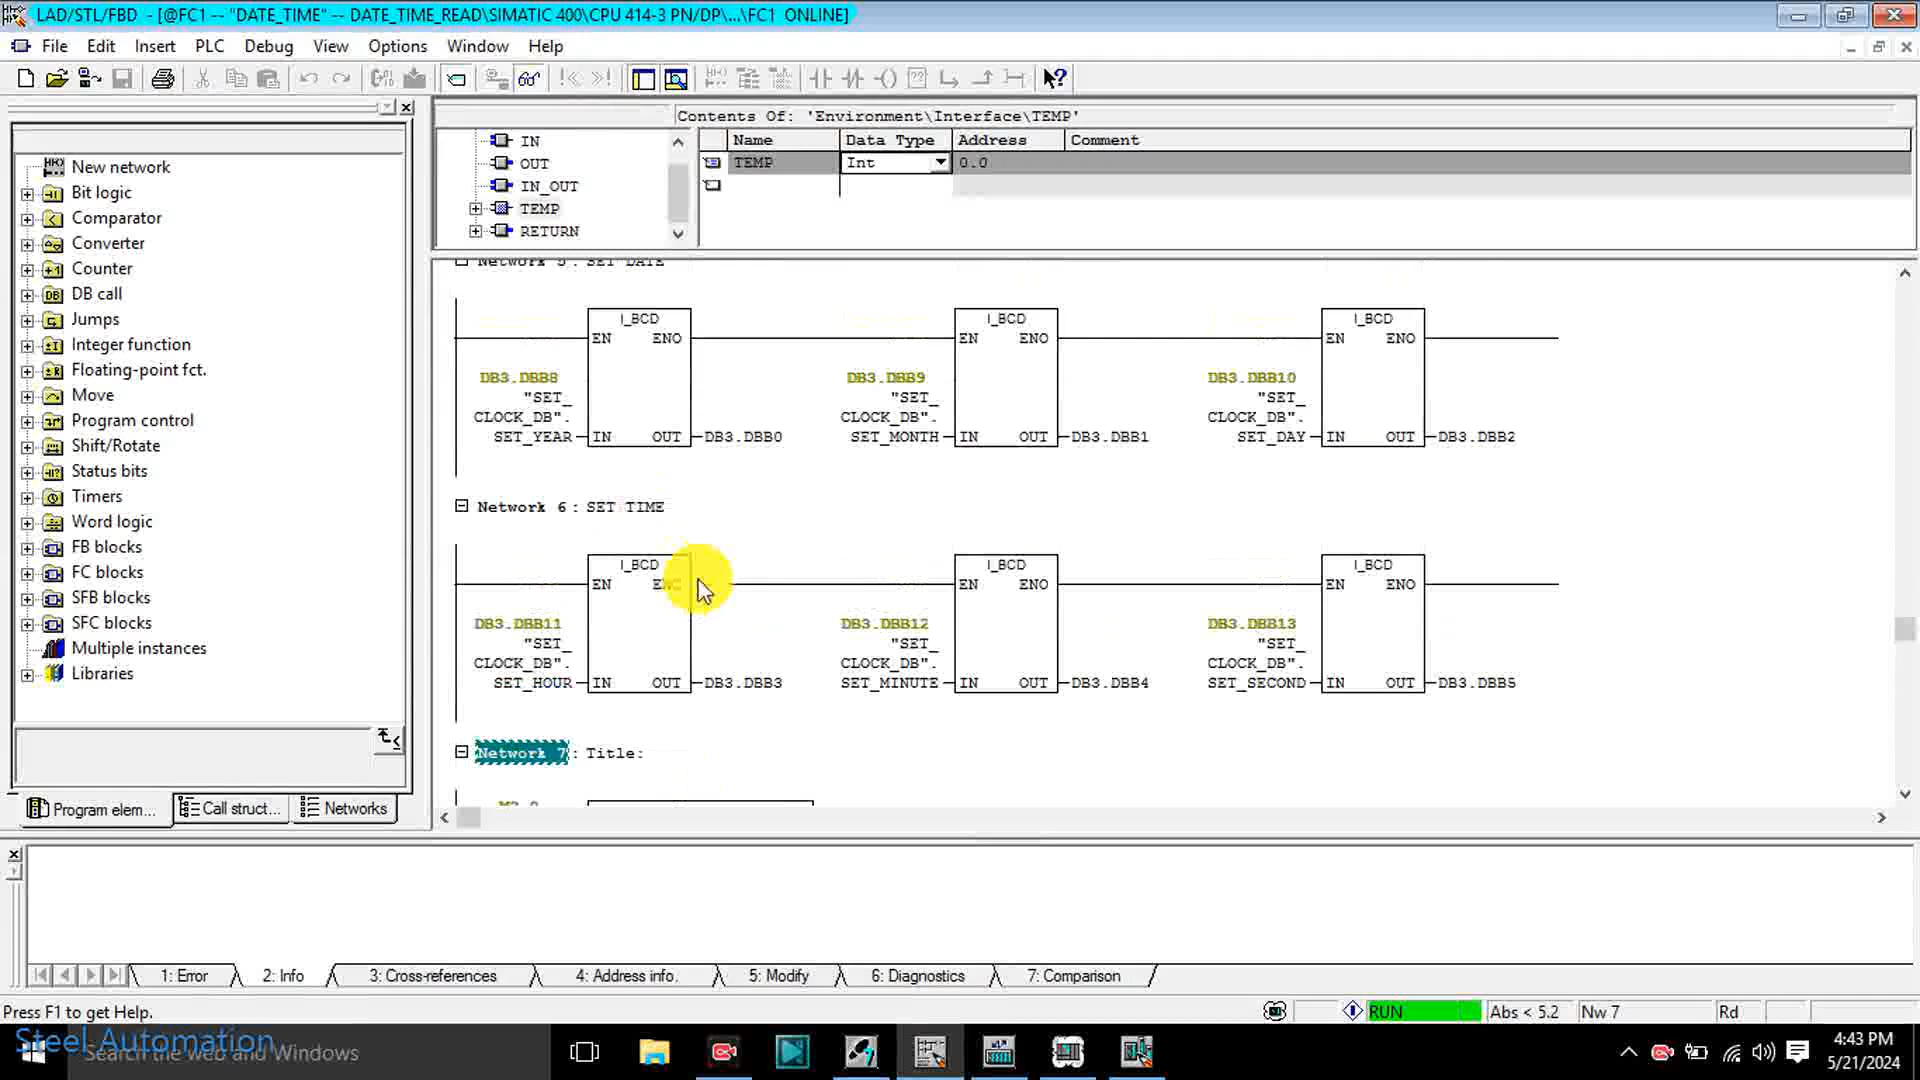 LAD/STL/FBD - [@FC1 -- "DATE_TIME" -- DATE_TIME_READ\SIMATIC 400\CPU 414-3 PN/DP\...\FC1 ONLINE]
File Edit Insert PLC Debug View Options Window Help
Contents Of: 'Environment\Interface\TEMP'
IN
OUT
IN_OUT
TEMP
RETURN
Name Data Type Address Comment
TEMP Int 0.0
New network
Bit logic
Comparator
Converter
Counter
DB call
Jumps
Integer function
Floating-point fct.
Move
Program control
Shift/Rotate
Status bits
Timers
Word logic
FB blocks
FC blocks
SFB blocks
SFC blocks
Multiple instances
Libraries
Program elem... Call struct... Networks
Network 5 : SET DATE
I_BCD I_BCD I_BCD
EN ENO EN ENO EN ENO
DB3.DBB8 DB3.DBB9 DB3.DBB10
"SET_ "SET_ "SET_
CLOCK_DB". CLOCK_DB". CLOCK_DB".
SET_YEAR IN OUT DB3.DBB0 SET_MONTH IN OUT DB3.DBB1 SET_DAY IN OUT DB3.DBB2
Network 6 : SET TIME
I_BCD I_BCD I_BCD
EN EN ENO EN ENO
DB3.DBB11 DB3.DBB12 DB3.DBB13
"SET_ "SET_ "SET_
CLOCK_DB". CLOCK_DB". CLOCK_DB".
SET_HOUR IN OUT DB3.DBB3 SET_MINUTE IN OUT DB3.DBB4 SET_SECOND IN OUT DB3.DBB5
Network 7 : Title:
1: Error 2: Info 3: Cross-references 4: Address info. 5: Modify 6: Diagnostics 7: Comparison
Press F1 to get Help.
RUN Abs < 5.2 Nw 7 Rd
Steel Automation
Search the web and Windows
4:43 PM
5/21/2024